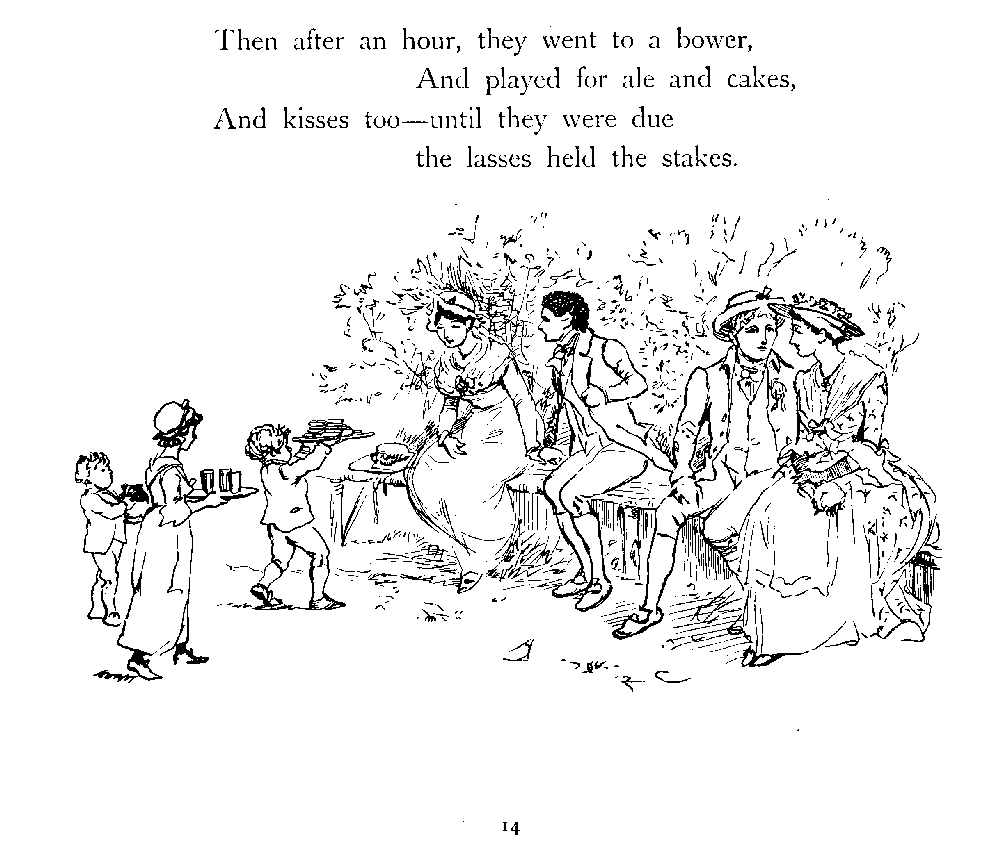 Then after an hour, they went to a bower,
And played for ale and cakes,
And kisses too—until they were due
the lasses held the stakes.
14